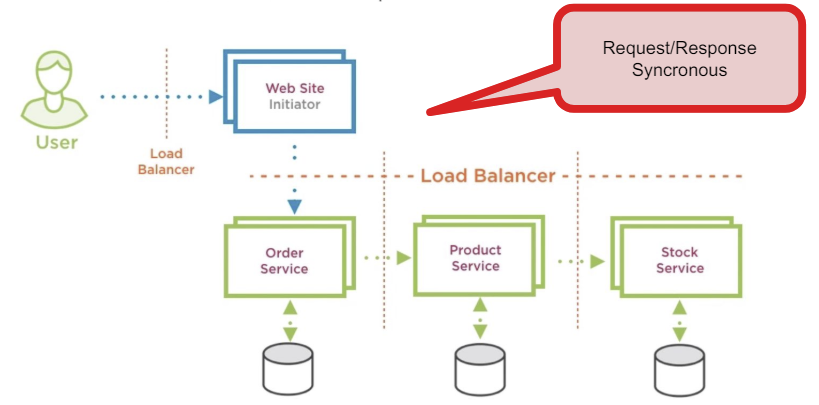 Request/Response
Syncronous
Web Site
Initiator
User
Load
Balancer
Load Balancer
Order
Service
Product
Service
Stock
Service